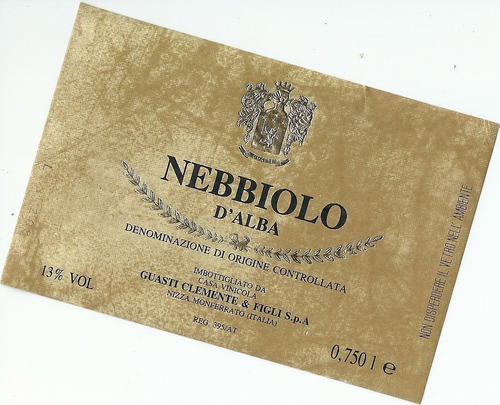 NEBBIOLO
D'ALBA
DENOMINAZIONE DI ORIGINE CONTROLLATA
IMBOTTIGLIATO DA
CASA VINICOLA
GUASTI CLEMENTE & FIGLI S.p.A
NIZZA MONFERRATO (ITALIA)
REG. 395/AT
13% VOL
0,750 l e
NON DISPERDERE IL VETRO NELL'AMBIENTE